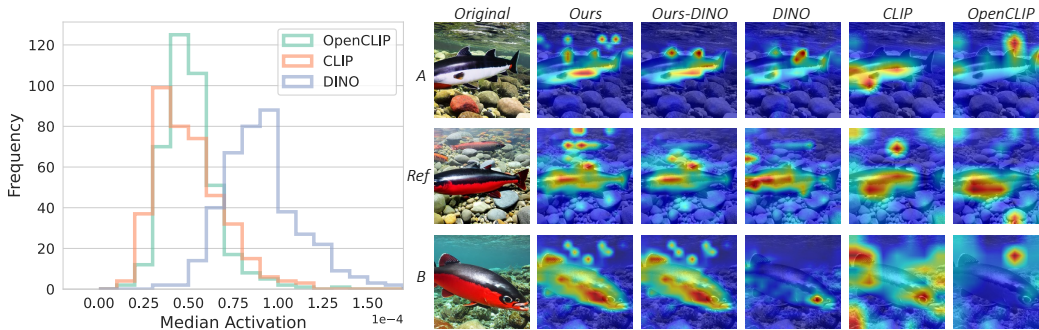 Original Ours Ours-DINO DINO CLIP OpenCLIP
120
100
80
60
40
20
0
Frequency
OpenCLIP
CLIP
DINO
0.00 0.25 0.50 0.75 1.00 1.25 1.50
1e−4
Median Activation
A
Ref
B